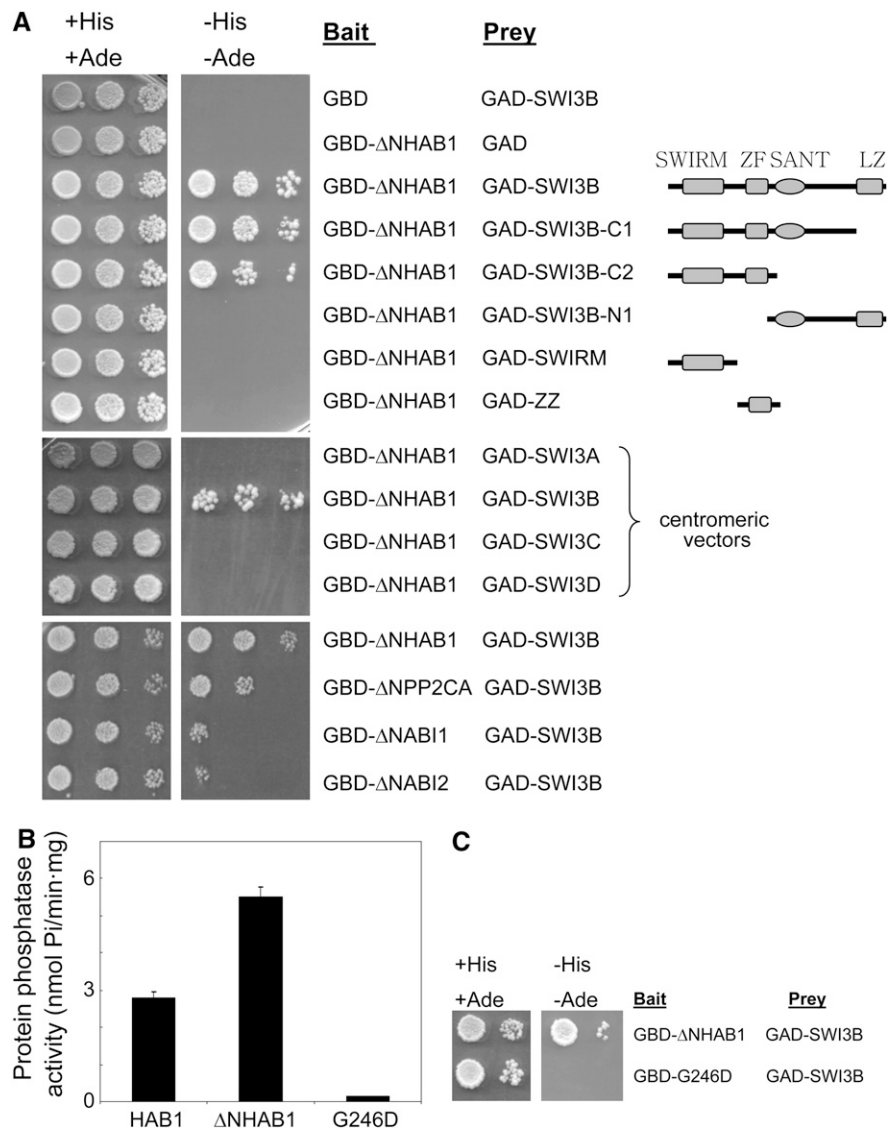 A
+His -His Bait Prey
+Ade -Ade
GBD GAD-SWI3B
GBD-ΔNHAB1 GAD
SWIRM ZF SANT LZ
GBD-ΔNHAB1 GAD-SWI3B
GBD-ΔNHAB1 GAD-SWI3B-C1
GBD-ΔNHAB1 GAD-SWI3B-C2
GBD-ΔNHAB1 GAD-SWI3B-N1
GBD-ΔNHAB1 GAD-SWIRM
GBD-ΔNHAB1 GAD-ZZ
GBD-ΔNHAB1 GAD-SWI3A
GBD-ΔNHAB1 GAD-SWI3B
GBD-ΔNHAB1 GAD-SWI3C
GBD-ΔNHAB1 GAD-SWI3D
centromeric
vectors
GBD-ΔNHAB1 GAD-SWI3B
GBD-ΔNPP2CA GAD-SWI3B
GBD-ΔNABI1 GAD-SWI3B
GBD-ΔNABI2 GAD-SWI3B
B
Protein phosphatase
activity (nmol Pi/min·mg)
6
3
0
HAB1 ΔNHAB1 G246D
C
+His -His
+Ade -Ade Bait Prey
GBD-ΔNHAB1 GAD-SWI3B
GBD-G246D GAD-SWI3B